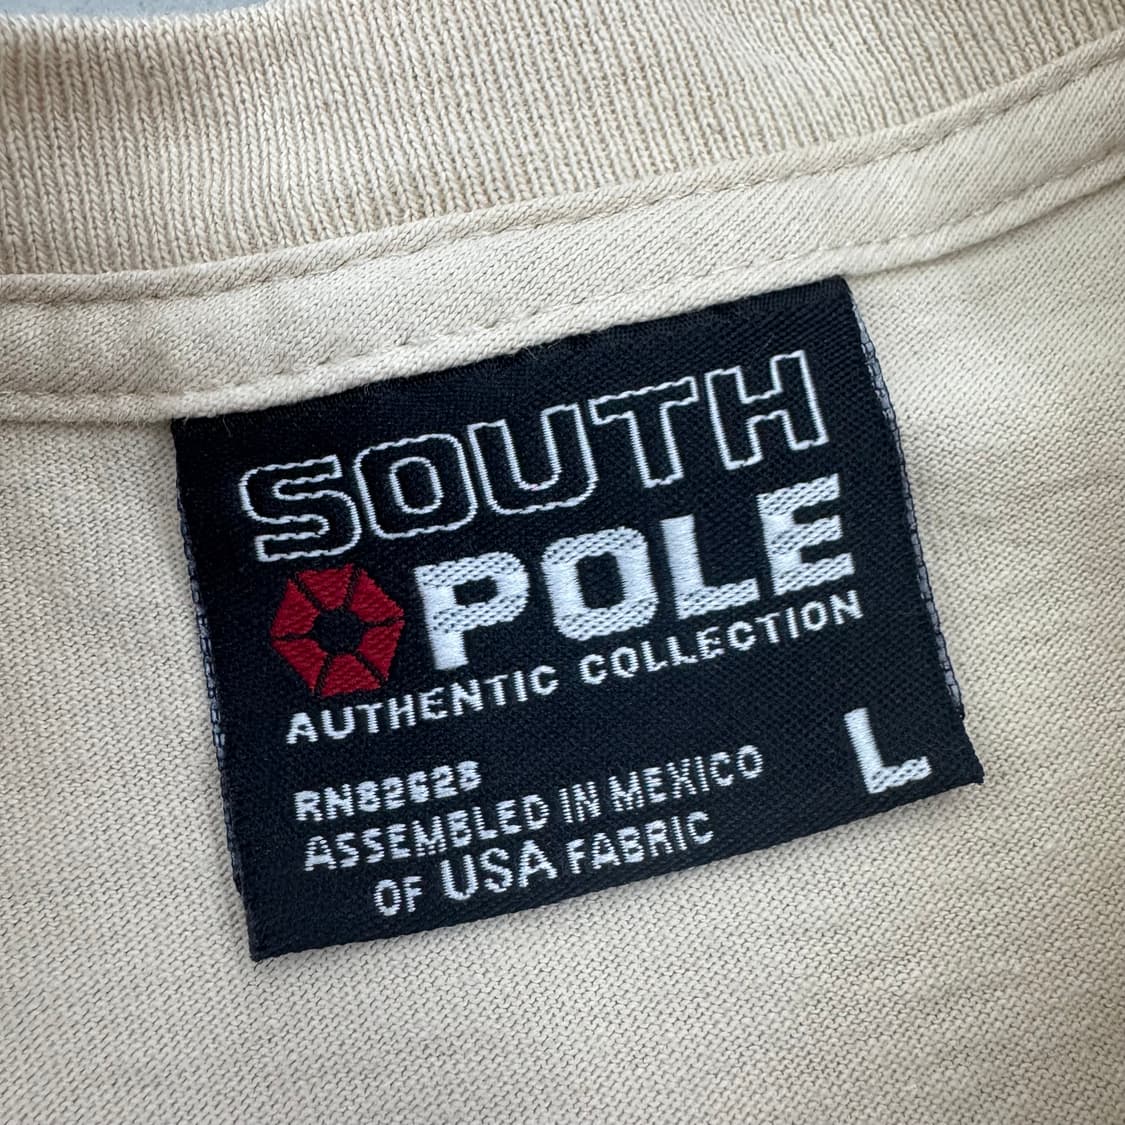 SOUTH
POLE
AUTHENTIC COLLECTION
L
RN82628
ASSEMBLED IN MEXICO
OF USA FABRIC